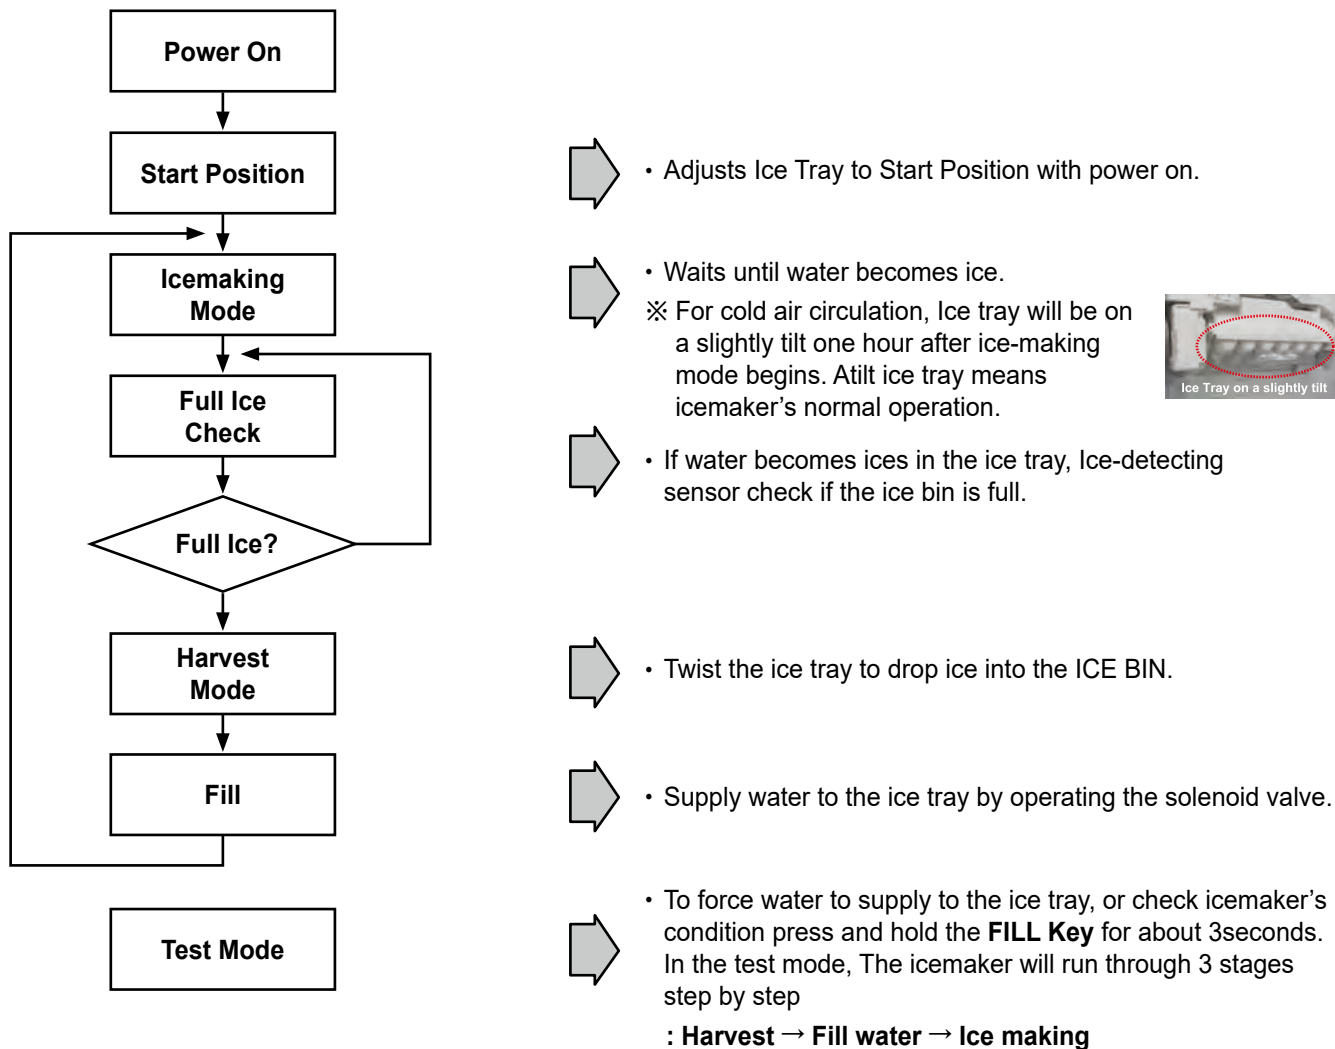 Power On
Start Position
・ Adjusts Ice Tray to Start Position with power on.
Icemaking
Mode
・ Waits until water becomes ice.
※ For cold air circulation, Ice tray will be on
a slightly tilt one hour after ice-making
mode begins. Atilt ice tray means
icemaker’s normal operation.
Ice Tray on a slightly tilt
Full Ice
Check
・ If water becomes ices in the ice tray, Ice-detecting
sensor check if the ice bin is full.
Full Ice?
Harvest
Mode
・ Twist the ice tray to drop ice into the ICE BIN.
Fill
・ Supply water to the ice tray by operating the solenoid valve.
Test Mode
・ To force water to supply to the ice tray, or check icemaker’s
condition press and hold the FILL Key for about 3seconds.
In the test mode, The icemaker will run through 3 stages
step by step
: Harvest → Fill water → Ice making